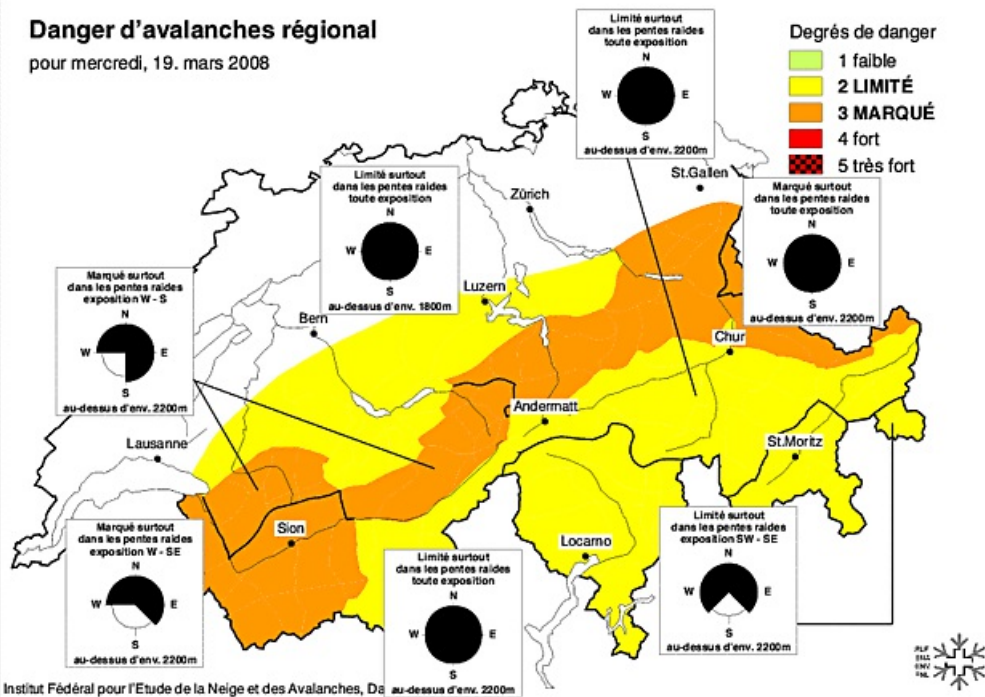 Danger d'avalanches régional
pour mercredi, 19. mars 2008
Degrés de danger
1 faible
2 LIMITÉ
3 MARQUÉ
4 fort
5 très fort
Limité surtout
dans les pentes raides
toute exposition
N
W E
S
au-dessus d'env. 2200m
Limité surtout
dans les pentes raides
toute exposition
N
W E
S
au-dessus d'env. 1800m
Marqué surtout
dans les pentes raides
toute exposition
N
W E
S
au-dessus d'env. 2200m
Marqué surtout
dans les pentes raides
exposition W - S
N
W E
S
au-dessus d'env. 2200m
St.Gallen
Zürich
Luzern
Bern
Chur
Andermatt
Lausanne
St.Moritz
Sion
Locarno
Marqué surtout
dans les pentes raides
exposition W - SE
N
W E
S
au-dessus d'env. 2200m
Limité surtout
dans les pentes raides
toute exposition
N
W E
S
au-dessus d'env. 2200m
Limité surtout
dans les pentes raides
exposition SW - SE
N
W E
S
au-dessus d'env. 2200m
Institut Fédéral pour l'Etude de la Neige et des Avalanches, Da